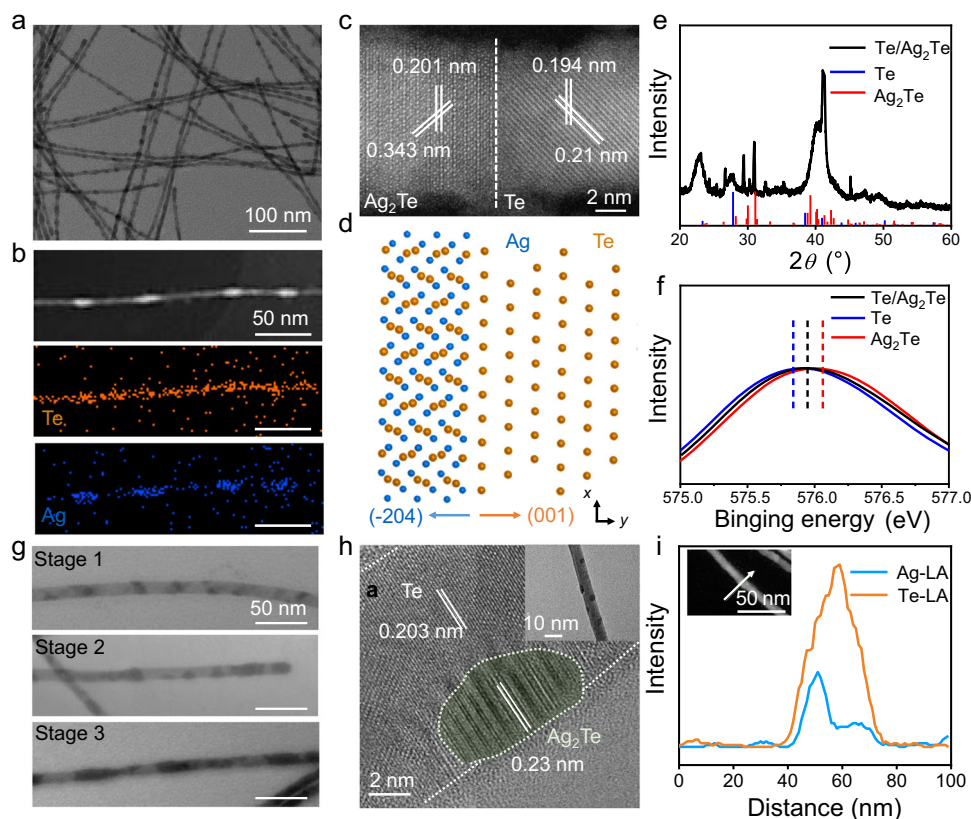 a
100 nm
b
50 nm
Te
Ag
c
0.201 nm
0.194 nm
0.343 nm
0.21 nm
Ag₂Te
Te
2 nm
d
Ag
Te
(-204)
(001)
x
y
e
Intensity
Te/Ag₂Te
Te
Ag₂Te
20
30
40
50
60
2θ (°)
f
Intensity
Te/Ag₂Te
Te
Ag₂Te
575.0
575.5
576.0
576.5
577.0
Binging energy (eV)
g
Stage 1
50 nm
Stage 2
Stage 3
h
a
Te
0.203 nm
10 nm
Ag₂Te
0.23 nm
2 nm
i
Intensity
50 nm
Ag-LA
Te-LA
0
20
40
60
80
100
Distance (nm)